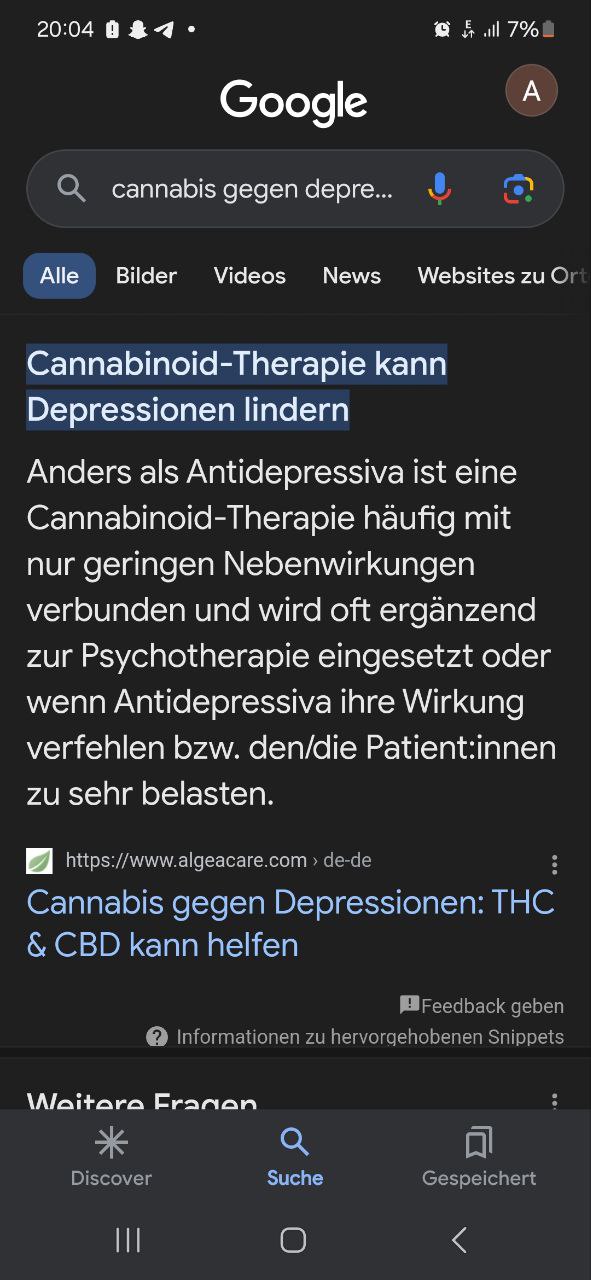 20:04
E
7%
Google
A
cannabis gegen depre...
Alle Bilder Videos News Websites zu Ort
Cannabinoid-Therapie kann
Depressionen lindern
Anders als Antidepressiva ist eine
Cannabinoid-Therapie häufig mit
nur geringen Nebenwirkungen
verbunden und wird oft ergänzend
zur Psychotherapie eingesetzt oder
wenn Antidepressiva ihre Wirkung
verfehlen bzw. den/die Patient:innen
zu sehr belasten.
https://www.algeacare.com › de-de
Cannabis gegen Depressionen: THC
& CBD kann helfen
Feedback geben
Informationen zu hervorgehobenen Snippets
Weitere Fragen
Discover Suche Gespeichert